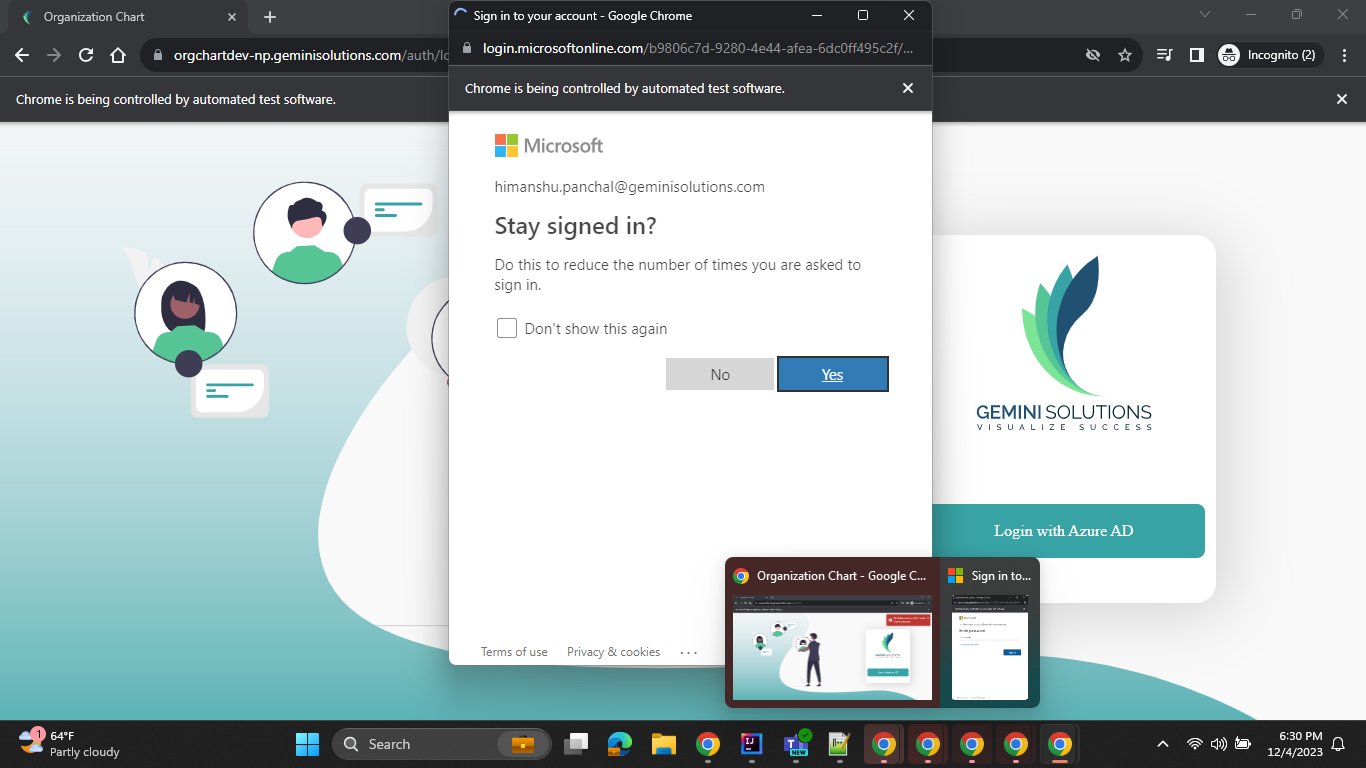 Organization Chart
Sign in to your account - Google Chrome
orgchartdev-np.geminisolutions.com/auth/lo
login.microsoftonline.com/b9806c7d-9280-4e44-afea-6dc0ff495c2f/...
Incognito (2)
Chrome is being controlled by automated test software.
Chrome is being controlled by automated test software.
Microsoft
himanshu.panchal@geminisolutions.com
Stay signed in?
Do this to reduce the number of times you are asked to
sign in.
Don't show this again
No
Yes
GEMINI SOLUTIONS
VISUALIZE SUCCESS
Login with Azure AD
Organization Chart - Google C...
Sign in to...
Enter password
Terms of use
Privacy & cookies
1
64°F
Partly cloudy
Search
NEW
6:30 PM
12/4/2023